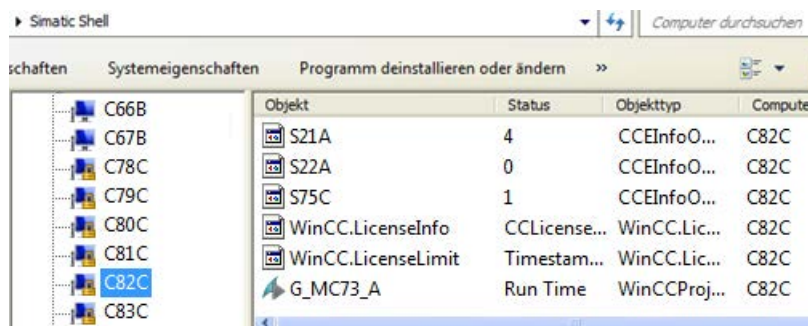 Simatic Shell Computer durchsuchen
schaften Systemeigenschaften Programm deinstallieren oder ändern »
Objekt Status Objekttyp Compute
C66B
C67B
C78C
C79C
C80C
C81C
C82C
C83C
S21A 4 CCEInfoO... C82C
S22A 0 CCEInfoO... C82C
S75C 1 CCEInfoO... C82C
WinCC.LicenseInfo CCLicense... WinCC.Lic... C82C
WinCC.LicenseLimit Timestam... WinCC.Lic... C82C
G_MC73_A Run Time WinCCProj... C82C